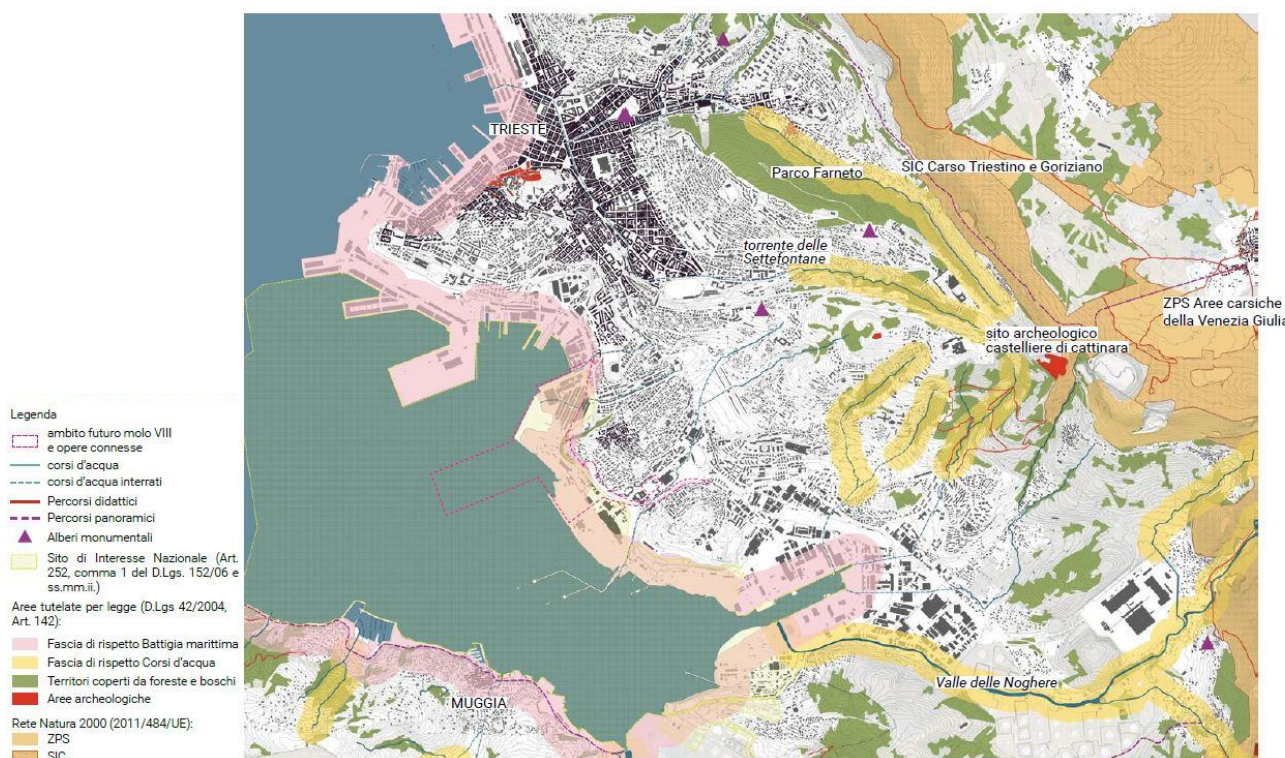 TRIESTE
Parco Farneto
SIC Carso Triestino e Goriziano
torrente delle
Settefontane
ZPS Aree carsiche
della Venezia Giulia
sito archeologico
castelliere di cattinara
Valle delle Noghere
MUGGIA
Legenda
ambito futuro molo VIII
e opere connesse
corsi d'acqua
corsi d'acqua interrati
Percorsi didattici
Percorsi panoramici
Alberi monumentali
Sito di Interesse Nazionale (Art.
252, comma 1 del D.Lgs. 152/06 e
ss.mm.ii.)
Aree tutelate per legge (D.Lgs 42/2004,
Art. 142):
Fascia di rispetto Battigia marittima
Fascia di rispetto Corsi d'acqua
Territori coperti da foreste e boschi
Aree archeologiche
Rete Natura 2000 (2011/484/UE):
ZPS
SIC